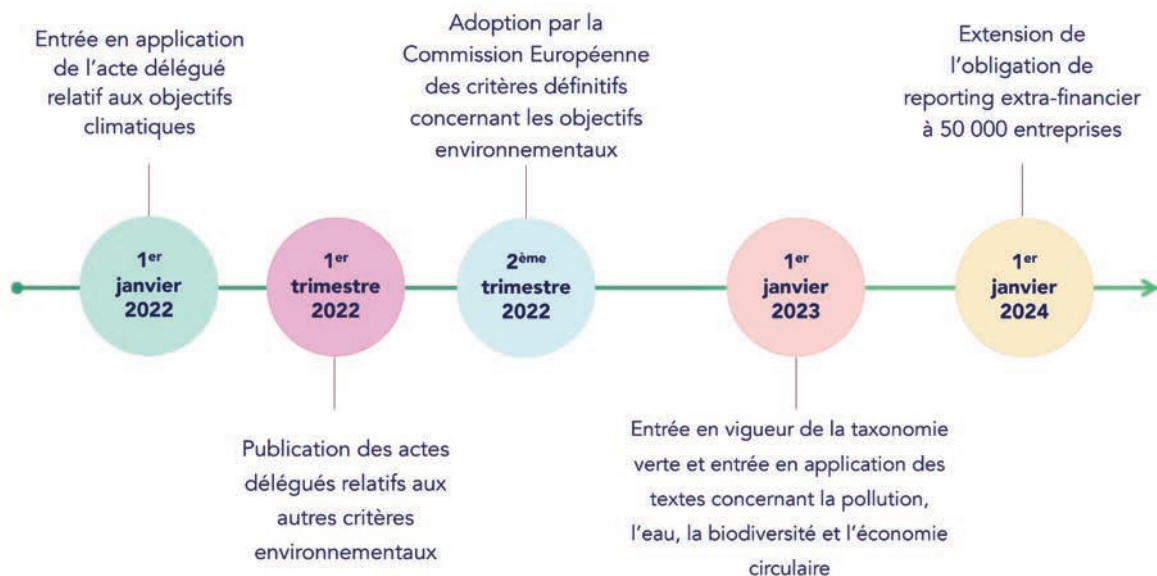 Entrée en application
de l'acte délégué
relatif aux objectifs
climatiques
1er
janvier
2022
1er
trimestre
2022
Publication des actes
délégués relatifs aux
autres critères
environnementaux
Adoption par la
Commission Européenne
des critères définitifs
concernant les objectifs
environnementaux
2ème
trimestre
2022
1er
janvier
2023
Entrée en vigueur de la taxonomie
verte et entrée en application des
textes concernant la pollution,
l'eau, la biodiversité et l'économie
circulaire
Extension de
l'obligation de
reporting extra-financier
à 50 000 entreprises
1er
janvier
2024